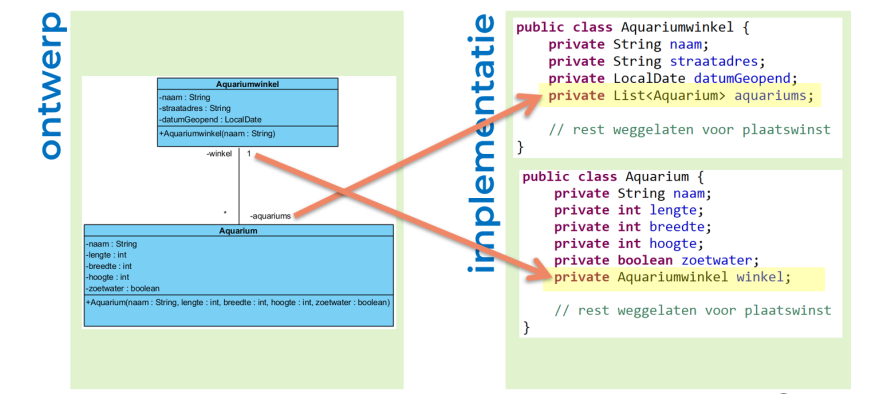 ontwerp
Aquariumwinkel
-naam : String
-straatadres : String
-datumGeopend : LocalDate
+Aquariumwinkel(naam : String)
-winkel 1
* -aquariums
Aquarium
-naam : String
-lengte : int
-breedte : int
-hoogte : int
-zoetwater : boolean
+Aquarium(naam : String, lengte : int, breedte : int, hoogte : int, zoetwater : boolean)
implementatie
public class Aquariumwinkel {
private String naam;
private String straatadres;
private LocalDate datumGeopend;
private List<Aquarium> aquariums;
// rest weggelaten voor plaatswinst
}
public class Aquarium {
private String naam;
private int lengte;
private int breedte;
private int hoogte;
private boolean zoetwater;
private Aquariumwinkel winkel;
// rest weggelaten voor plaatswinst
}